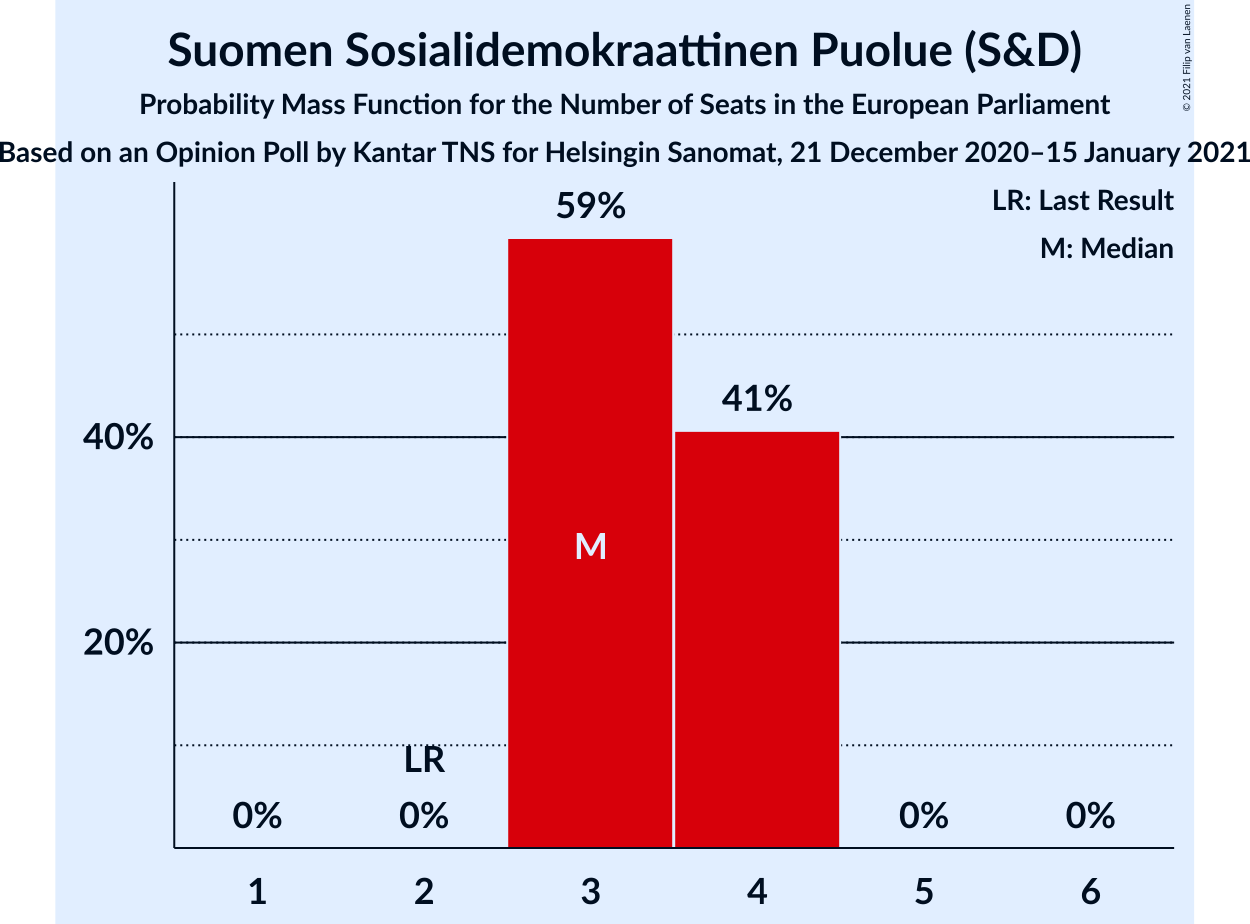 Suomen Sosialidemokraattinen Puolue (S&D)
Probability Mass Function for the Number of Seats in the European Parliament
Based on an Opinion Poll by Kantar TNS for Helsingin Sanomat, 21 December 2020–15 January 2021
© 2021 Filip van Laenen
LR: Last Result
M: Median
59%
41%
40%
M
20%
LR
0% 0% 0% 0%
1 2 3 4 5 6